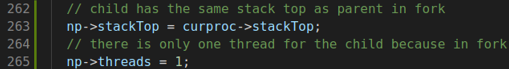 262 // child has the same stack top as parent in fork
263 np->stackTop = curproc->stackTop;
264 // there is only one thread for the child because in fork
265 np->threads = 1;